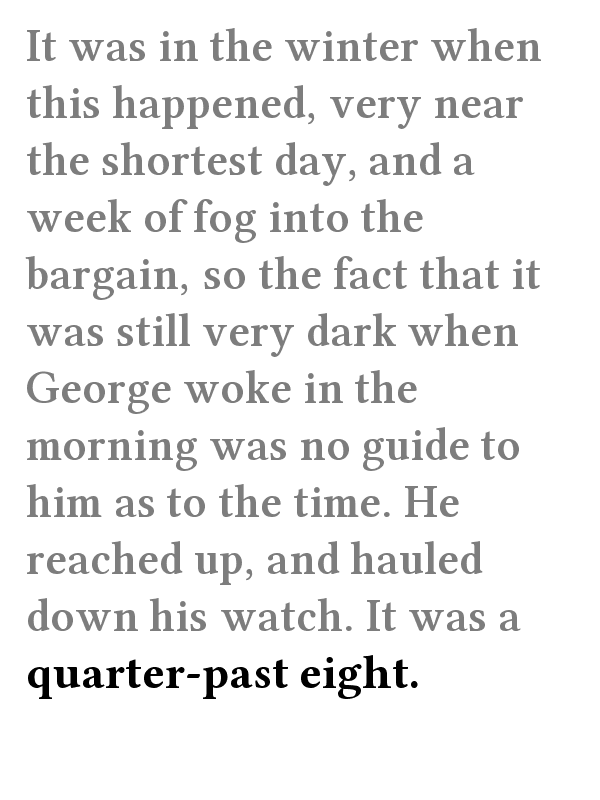 It was in the winter when
this happened, very near
the shortest day, and a
week of fog into the
bargain, so the fact that it
was still very dark when
George woke in the
morning was no guide to
him as to the time. He
reached up, and hauled
down his watch. It was a
quarter-past eight.